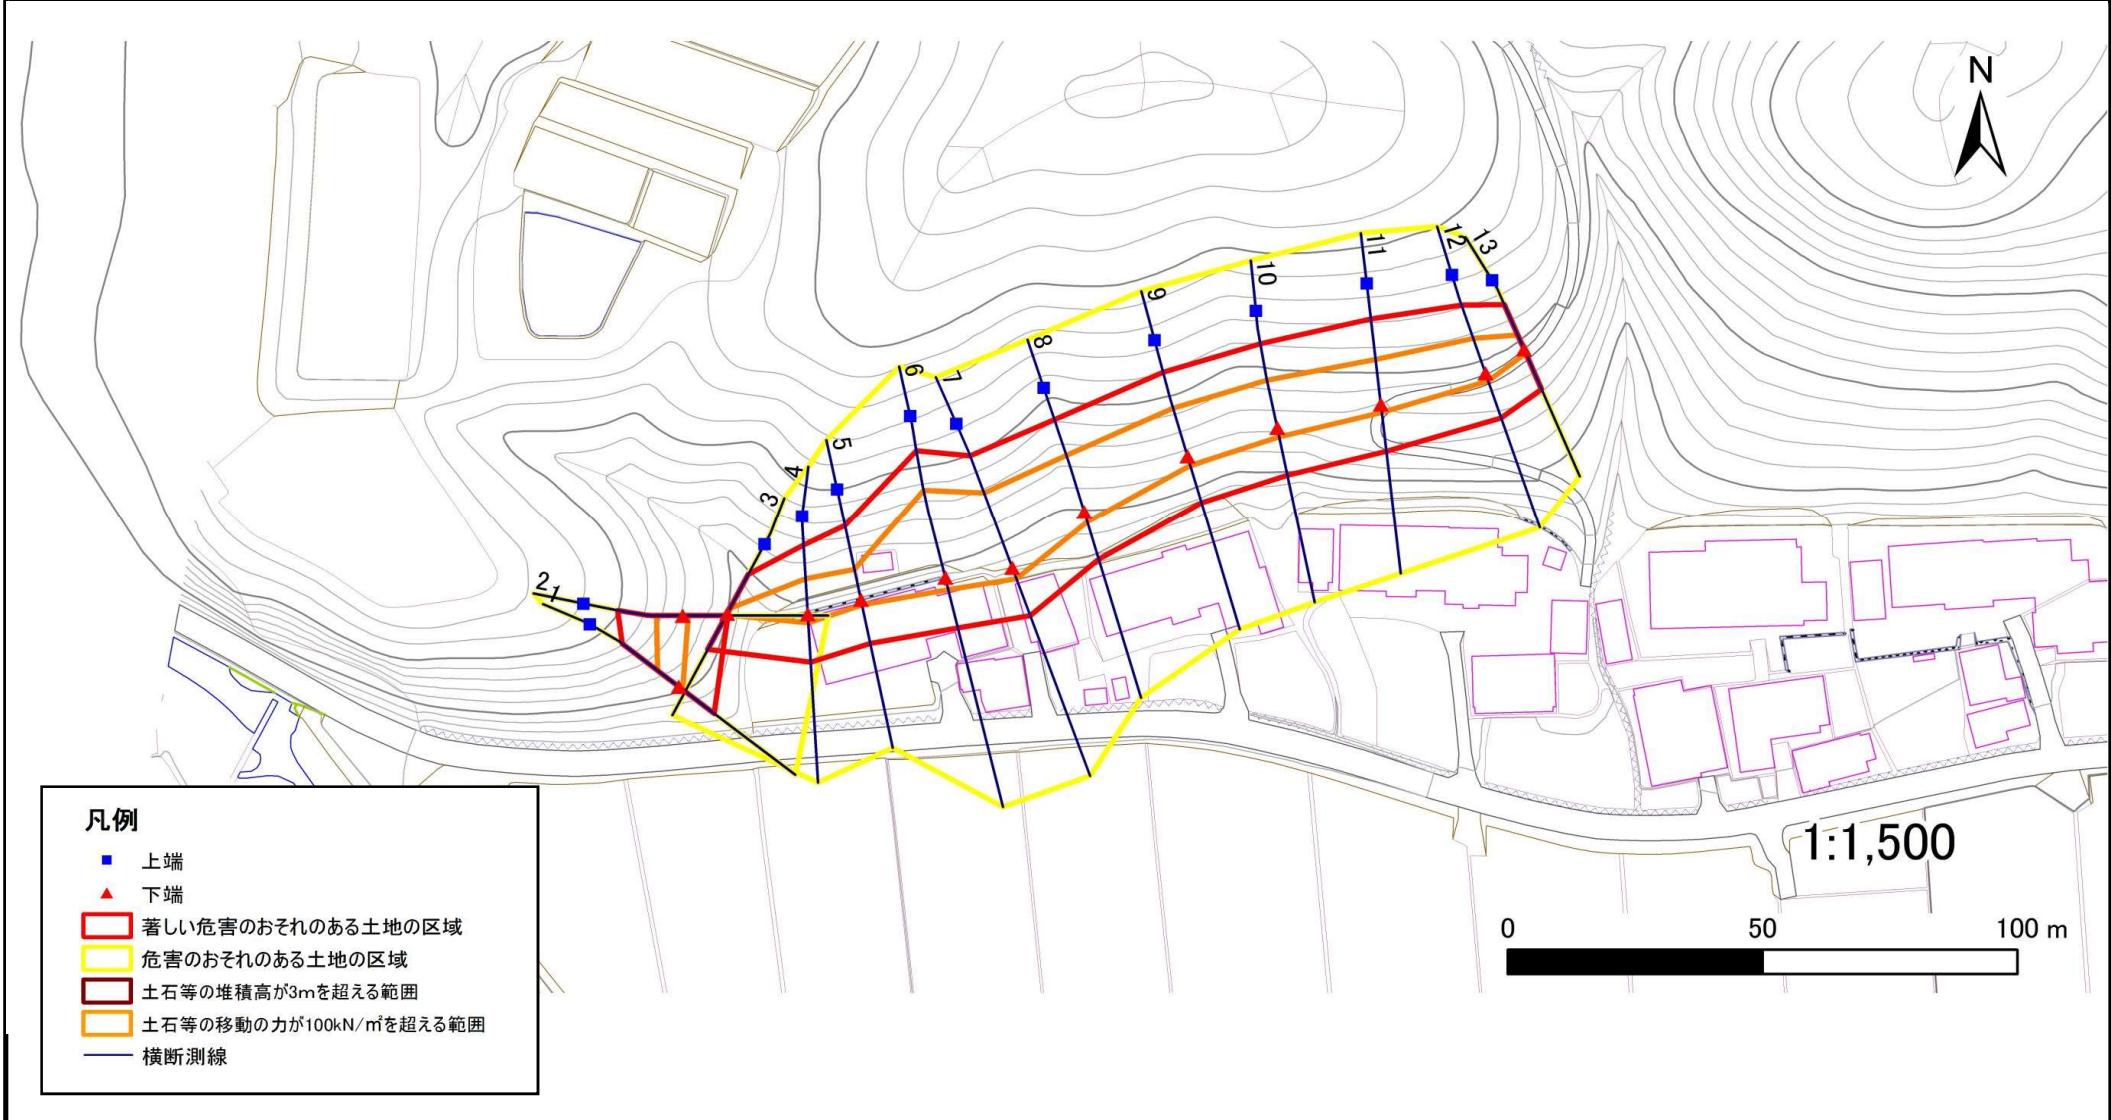 N
13
12
11
10
9
8
7
6
5
4
3
2
1
1:1,500
0 50 100 m
凡例
上端
下端
著しい危害のおそれのある土地の区域
危害のおそれのある土地の区域
土石等の堆積高が3mを超える範囲
土石等の移動の力が100kN/㎡を超える範囲
横断測線